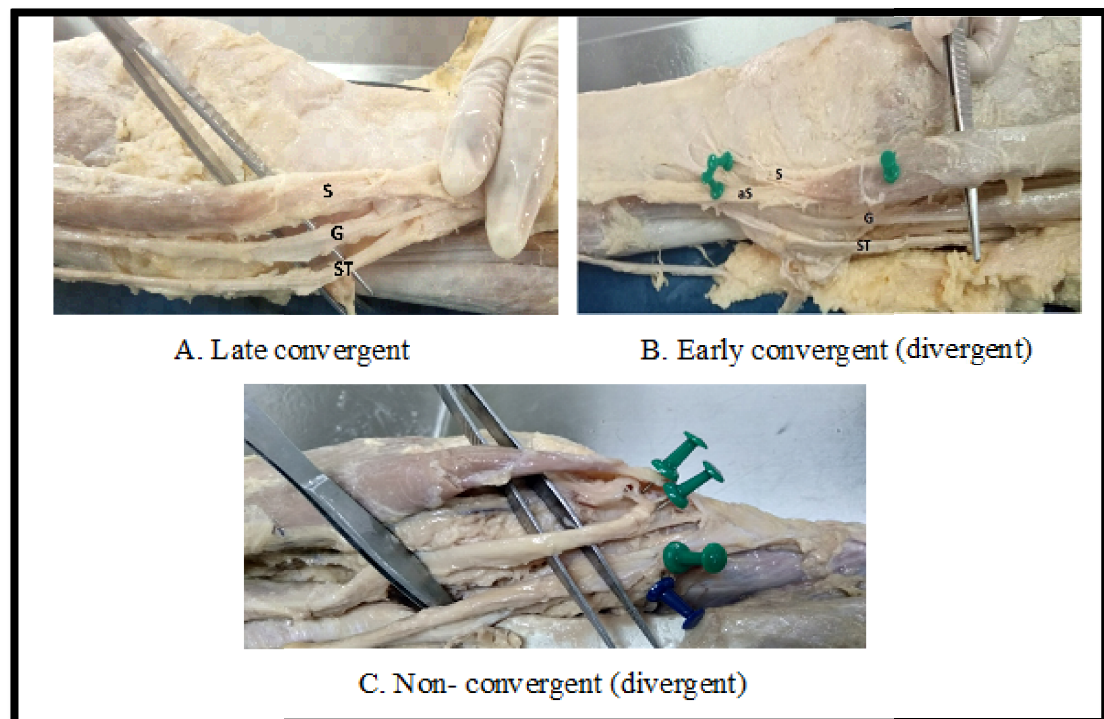 S
G
ST
S
aS
G
ST
A. Late convergent
B. Early convergent (divergent)
C. Non- convergent (divergent)